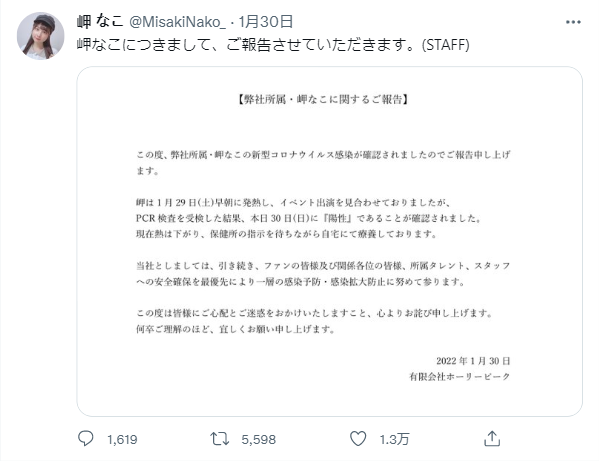 岬 なこ @MisakiNako_ · 1月30日
岬なこにつきまして、ご報告させていただきます。(STAFF)
【弊社所属・岬なこに関するご報告】
この度、弊社所属・岬なこの新型コロナウイルス感染が確認されましたのでご報告申し上げ
ます。
岬は1月29日(土)早朝に発熱し、イベント出演を見合わせておりましたが、
PCR検査を受検した結果、本日30日(日)に『陽性』であることが確認されました。
現在熱は下がり、保健所の指示を待ちながら自宅にて療養しております。
当社としましては、引き続き、ファンの皆様及び関係各位の皆様、所属タレント、スタッフ
への安全確保を最優先により一層の感染予防・感染拡大防止に努めて参ります。
この度は皆様にご心配とご迷惑をおかけいたしますこと、心よりお詫び申し上げます。
何卒ご理解のほど、宜しくお願い申し上げます。
2022年1月30日
有限会社ホーリーピーク
1,619 5,598 1.3万